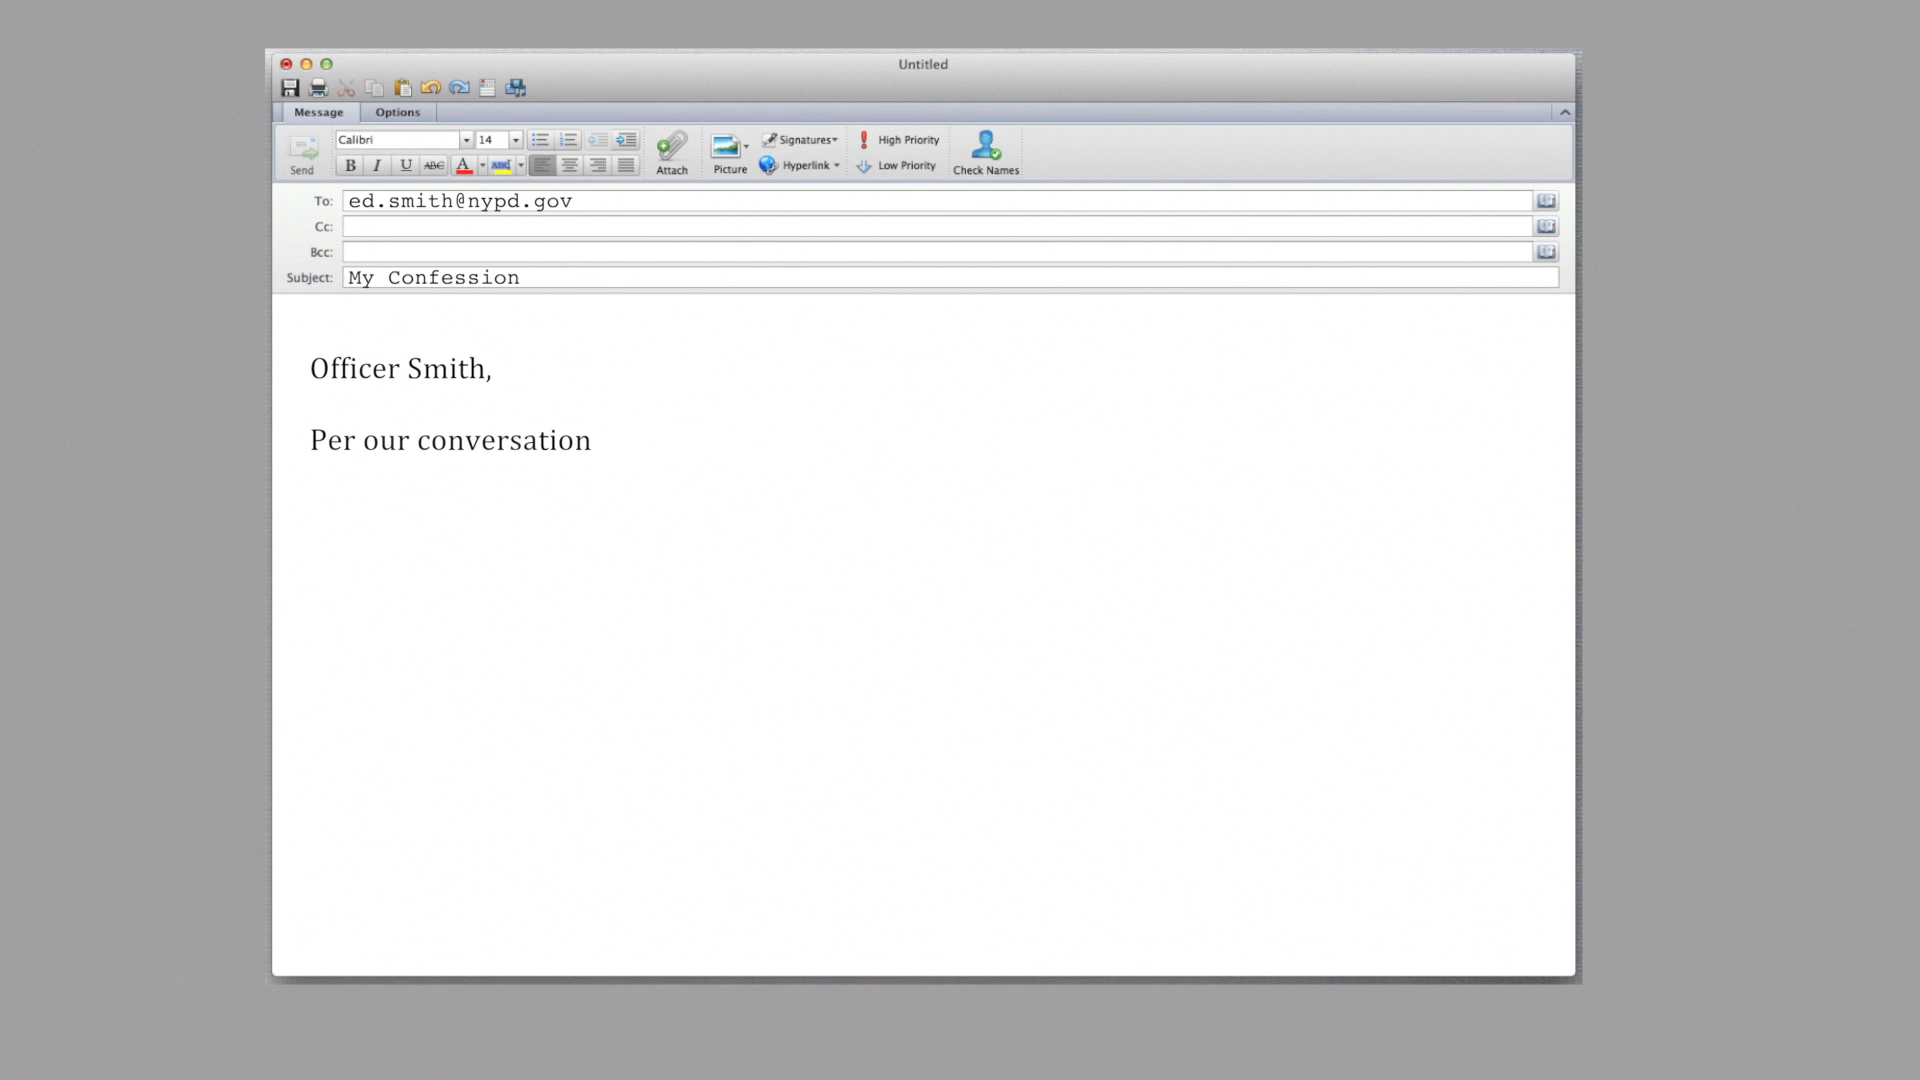 Untitled
Message Options
Calibri 14 Signatures High Priority
Send B I U ABC A ABC Attach Picture Hyperlink Low Priority Check Names
To: ed.smith@nypd.gov
Cc:
Bcc:
Subject: My Confession
Officer Smith,
Per our conversation